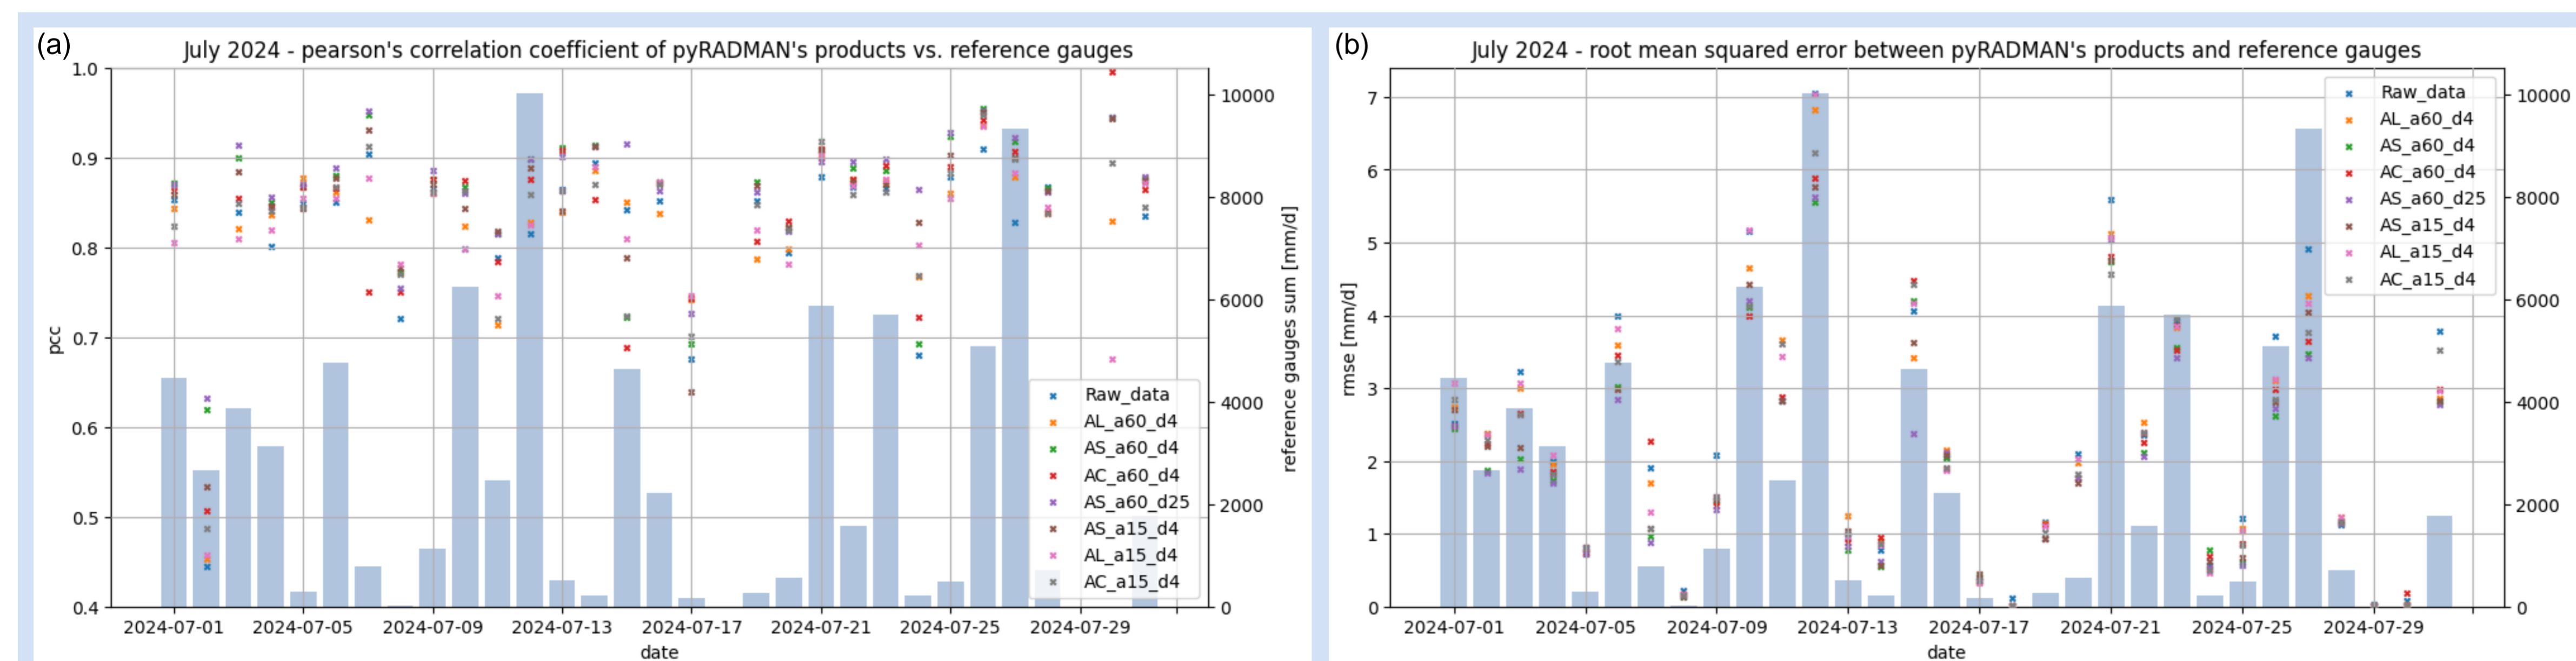 (a)
July 2024 - pearson's correlation coefficient of pyRADMAN's products vs. reference gauges
1.0
0.9
0.8
0.7
0.6
0.5
0.4
pcc
10000
8000
6000
4000
2000
0
reference gauges sum [mm/d]
Raw_data
AL_a60_d4
AS_a60_d4
AC_a60_d4
AS_a60_d25
AS_a15_d4
AL_a15_d4
AC_a15_d4
2024-07-01 2024-07-05 2024-07-09 2024-07-13 2024-07-17 2024-07-21 2024-07-25 2024-07-29
date
(b)
July 2024 - root mean squared error between pyRADMAN's products and reference gauges
7
6
5
4
3
2
1
0
rmse [mm/d]
10000
8000
6000
4000
2000
0
Raw_data
AL_a60_d4
AS_a60_d4
AC_a60_d4
AS_a60_d25
AS_a15_d4
AL_a15_d4
AC_a15_d4
2024-07-01 2024-07-05 2024-07-09 2024-07-13 2024-07-17 2024-07-21 2024-07-25 2024-07-29
date